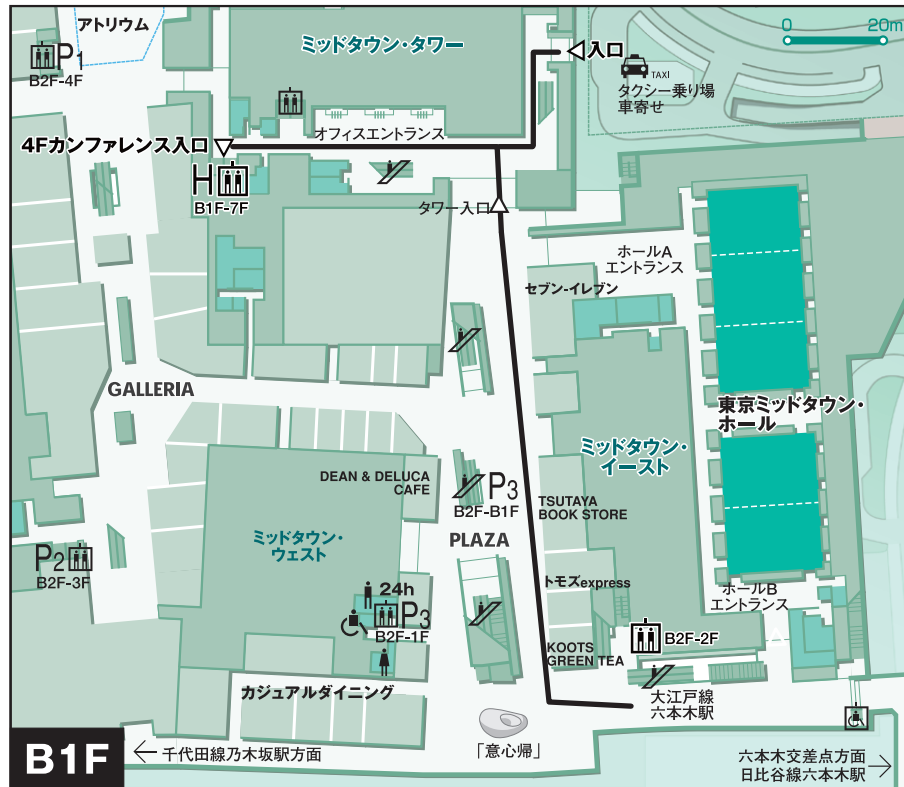 アトリウム
P1
B2F-4F
ミッドタウン・タワー
入口
0 20m
TAXI
タクシー乗り場
車寄せ
オフィスエントランス
4Fカンファレンス入口
H
B1F-7F
タワー入口
ホールA
エントランス
セブン-イレブン
GALLERIA
東京ミッドタウン・
ホール
ミッドタウン・
イースト
DEAN & DELUCA
CAFE
P3
B2F-B1F
TSUTAYA
BOOK STORE
PLAZA
ミッドタウン・
ウェスト
P2
B2F-3F
トモズexpress
24h
P3
B2F-1F
ホールB
エントランス
B2F-2F
KOOTS
GREEN TEA
カジュアルダイニング
大江戸線
六本木駅
「意心帰」
B1F
千代田線乃木坂駅方面
六本木交差点方面
日比谷線六本木駅